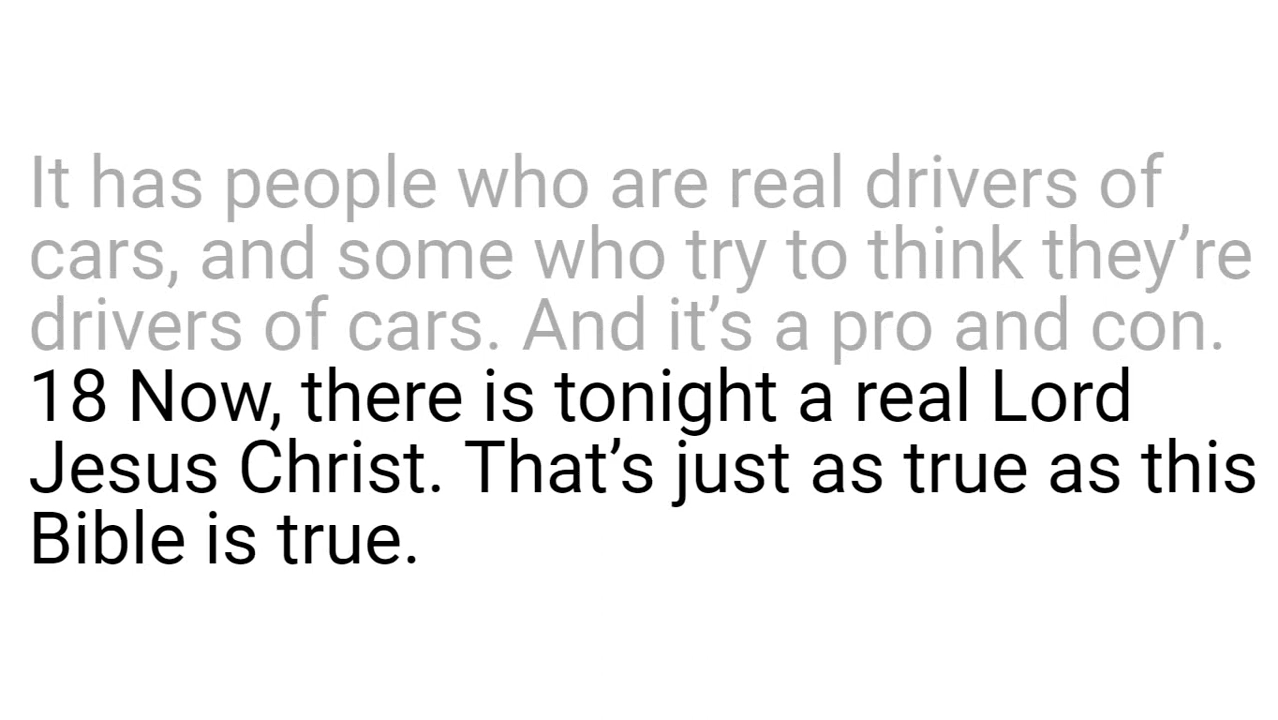 It has people who are real drivers of
cars, and some who try to think they’re
drivers of cars. And it’s a pro and con.
18 Now, there is tonight a real Lord
Jesus Christ. That’s just as true as this
Bible is true.